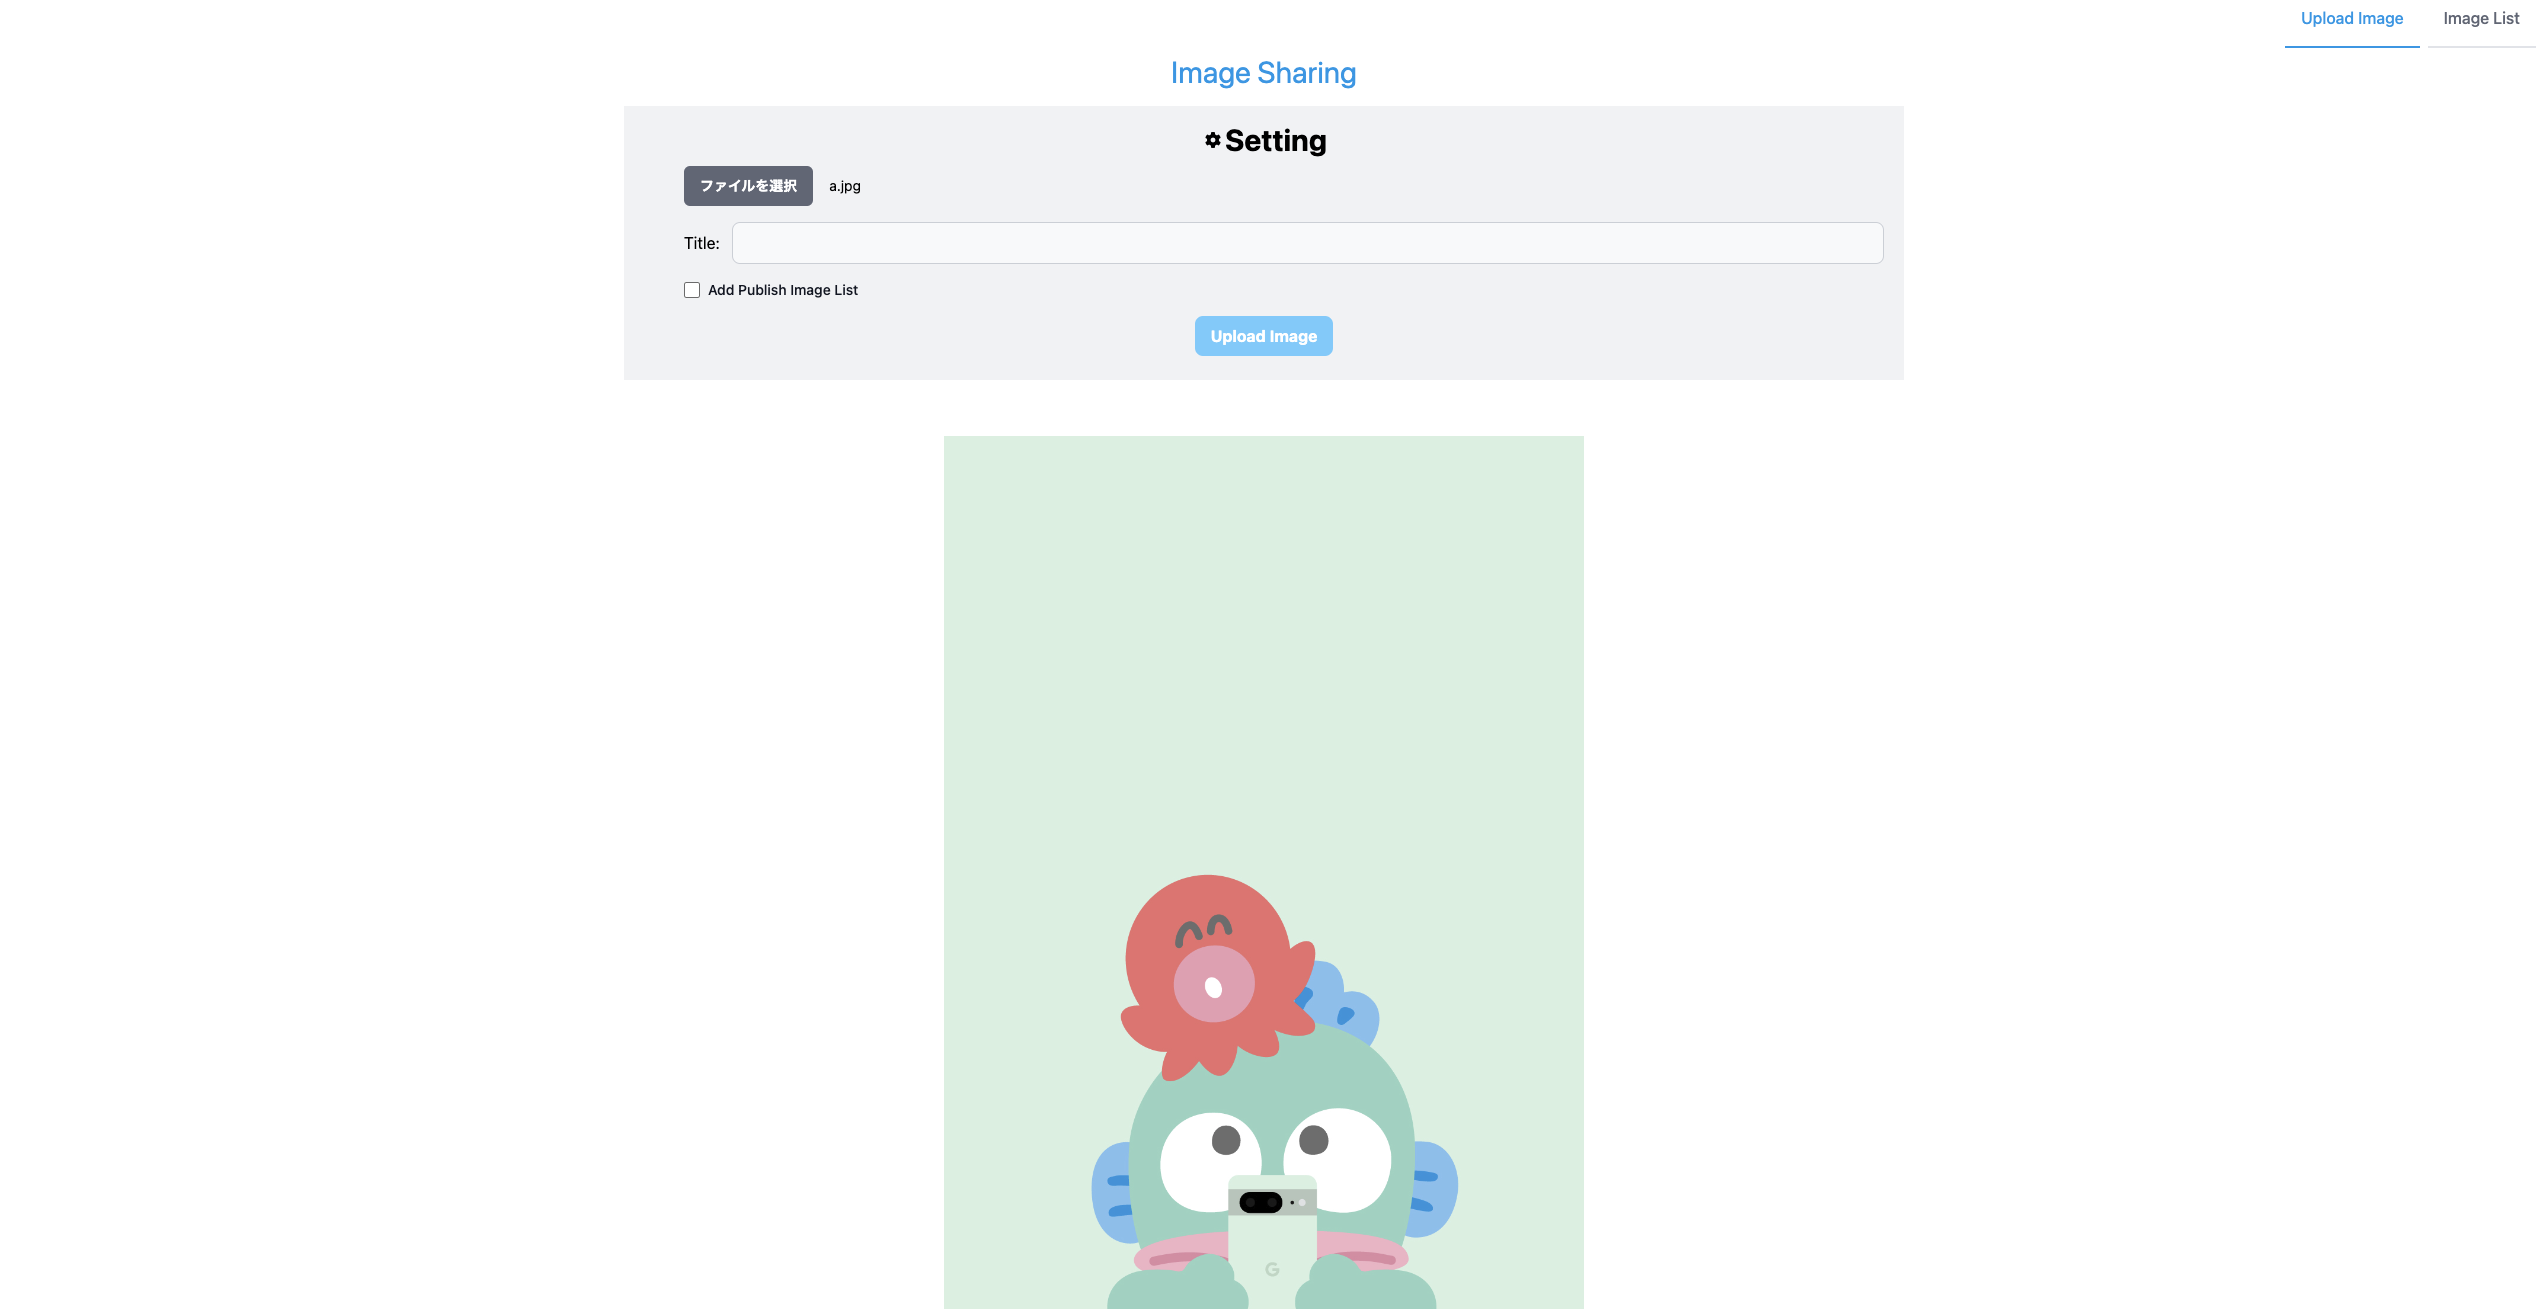 Upload Image
Image List
Image Sharing
Setting
ファイルを選択
a.jpg
Title:
Add Publish Image List
Upload Image
G